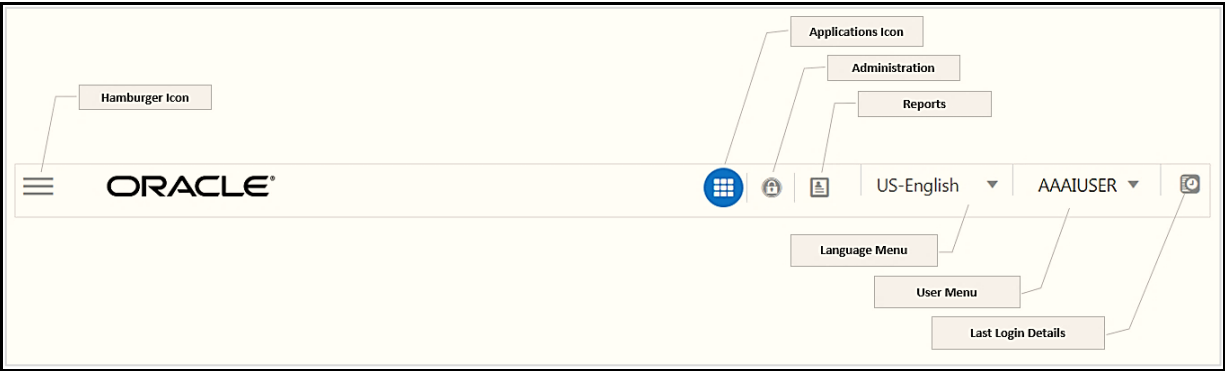 Applications Icon
Administration
Hamburger Icon
Reports
ORACLE®
US-English
AAAIUSER
Language Menu
User Menu
Last Login Details